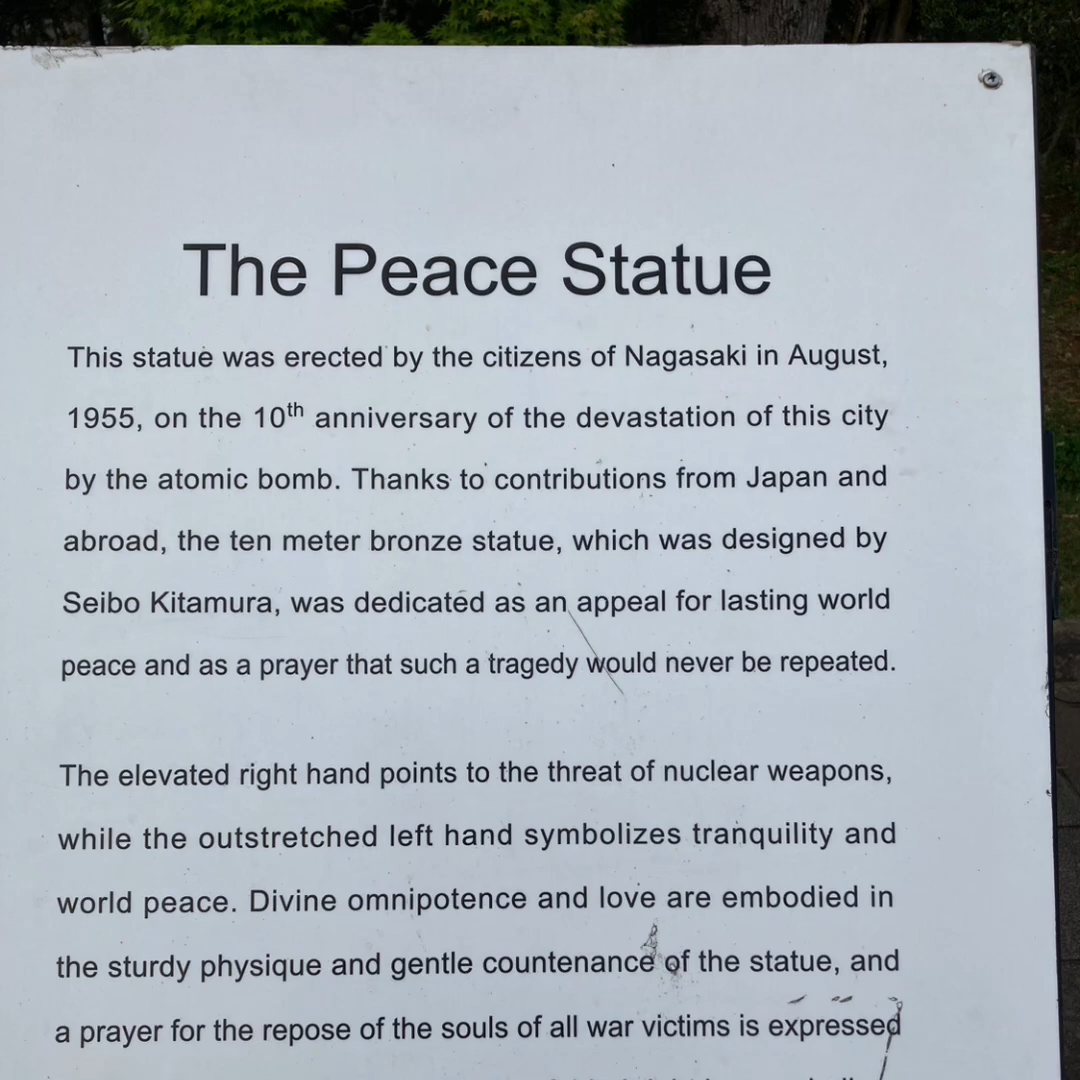 The Peace Statue
This statue was erected by the citizens of Nagasaki in August,
1955, on the 10th anniversary of the devastation of this city
by the atomic bomb. Thanks to contributions from Japan and
abroad, the ten meter bronze statue, which was designed by
Seibo Kitamura, was dedicated as an appeal for lasting world
peace and as a prayer that such a tragedy would never be repeated.
The elevated right hand points to the threat of nuclear weapons,
while the outstretched left hand symbolizes tranquility and
world peace. Divine omnipotence and love are embodied in
the sturdy physique and gentle countenance of the statue, and
a prayer for the repose of the souls of all war victims is expressed